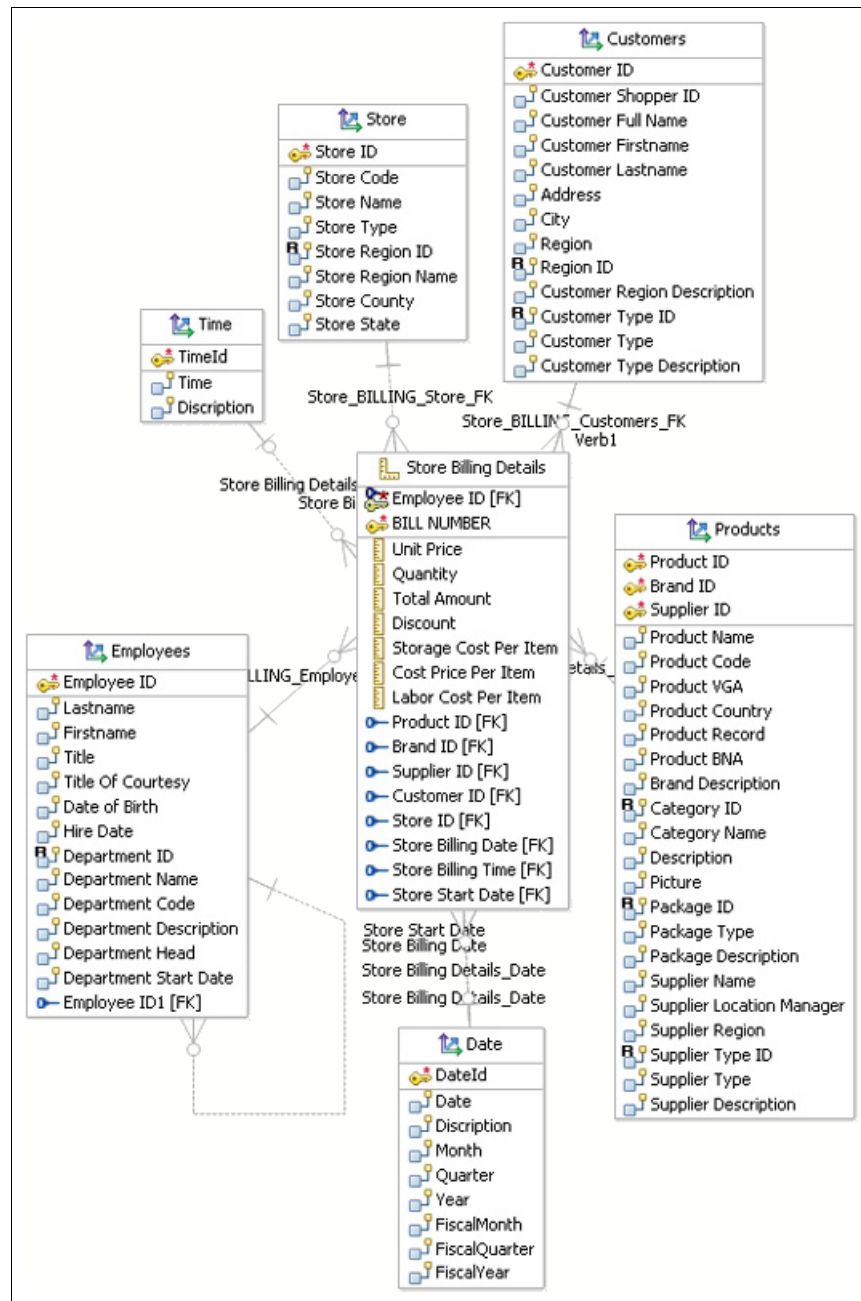 Customers
Customer ID
Customer Shopper ID
Customer Full Name
Customer Firstname
Customer Lastname
Address
City
Region
Region ID
Customer Region Description
Customer Type ID
Customer Type
Customer Type Description
Store
Store ID
Store Code
Store Name
Store Type
Store Region ID
Store Region Name
Store County
Store State
Time
TimeId
Time
Discription
Store_BILLING_Store_FK
Store_BILLING_Customers_FK
Verb1
Store Billing Details
Store Bi
Store Billing Details
Employee ID [FK]
BILL NUMBER
Unit Price
Quantity
Total Amount
Discount
Storage Cost Per Item
Cost Price Per Item
Labor Cost Per Item
Product ID [FK]
Brand ID [FK]
Supplier ID [FK]
Customer ID [FK]
Store ID [FK]
Store Billing Date [FK]
Store Billing Time [FK]
Store Start Date [FK]
Products
Product ID
Brand ID
Supplier ID
Product Name
Product Code
Product VGA
Product Country
Product Record
Product BNA
Brand Description
Category ID
Category Name
Description
Picture
Package ID
Package Type
Package Description
Supplier Name
Supplier Location Manager
Supplier Region
Supplier Type ID
Supplier Type
Supplier Description
Employees
Employee ID
Lastname
Firstname
Title
Title Of Courtesy
Date of Birth
Hire Date
Department ID
Department Name
Department Code
Department Description
Department Head
Department Start Date
Employee ID1 [FK]
LLING_Employe
etails_
Store Start Date
Store Billing Date
Store Billing Details_Date
Store Billing Details_Date
Date
DateId
Date
Discription
Month
Quarter
Year
FiscalMonth
FiscalQuarter
FiscalYear